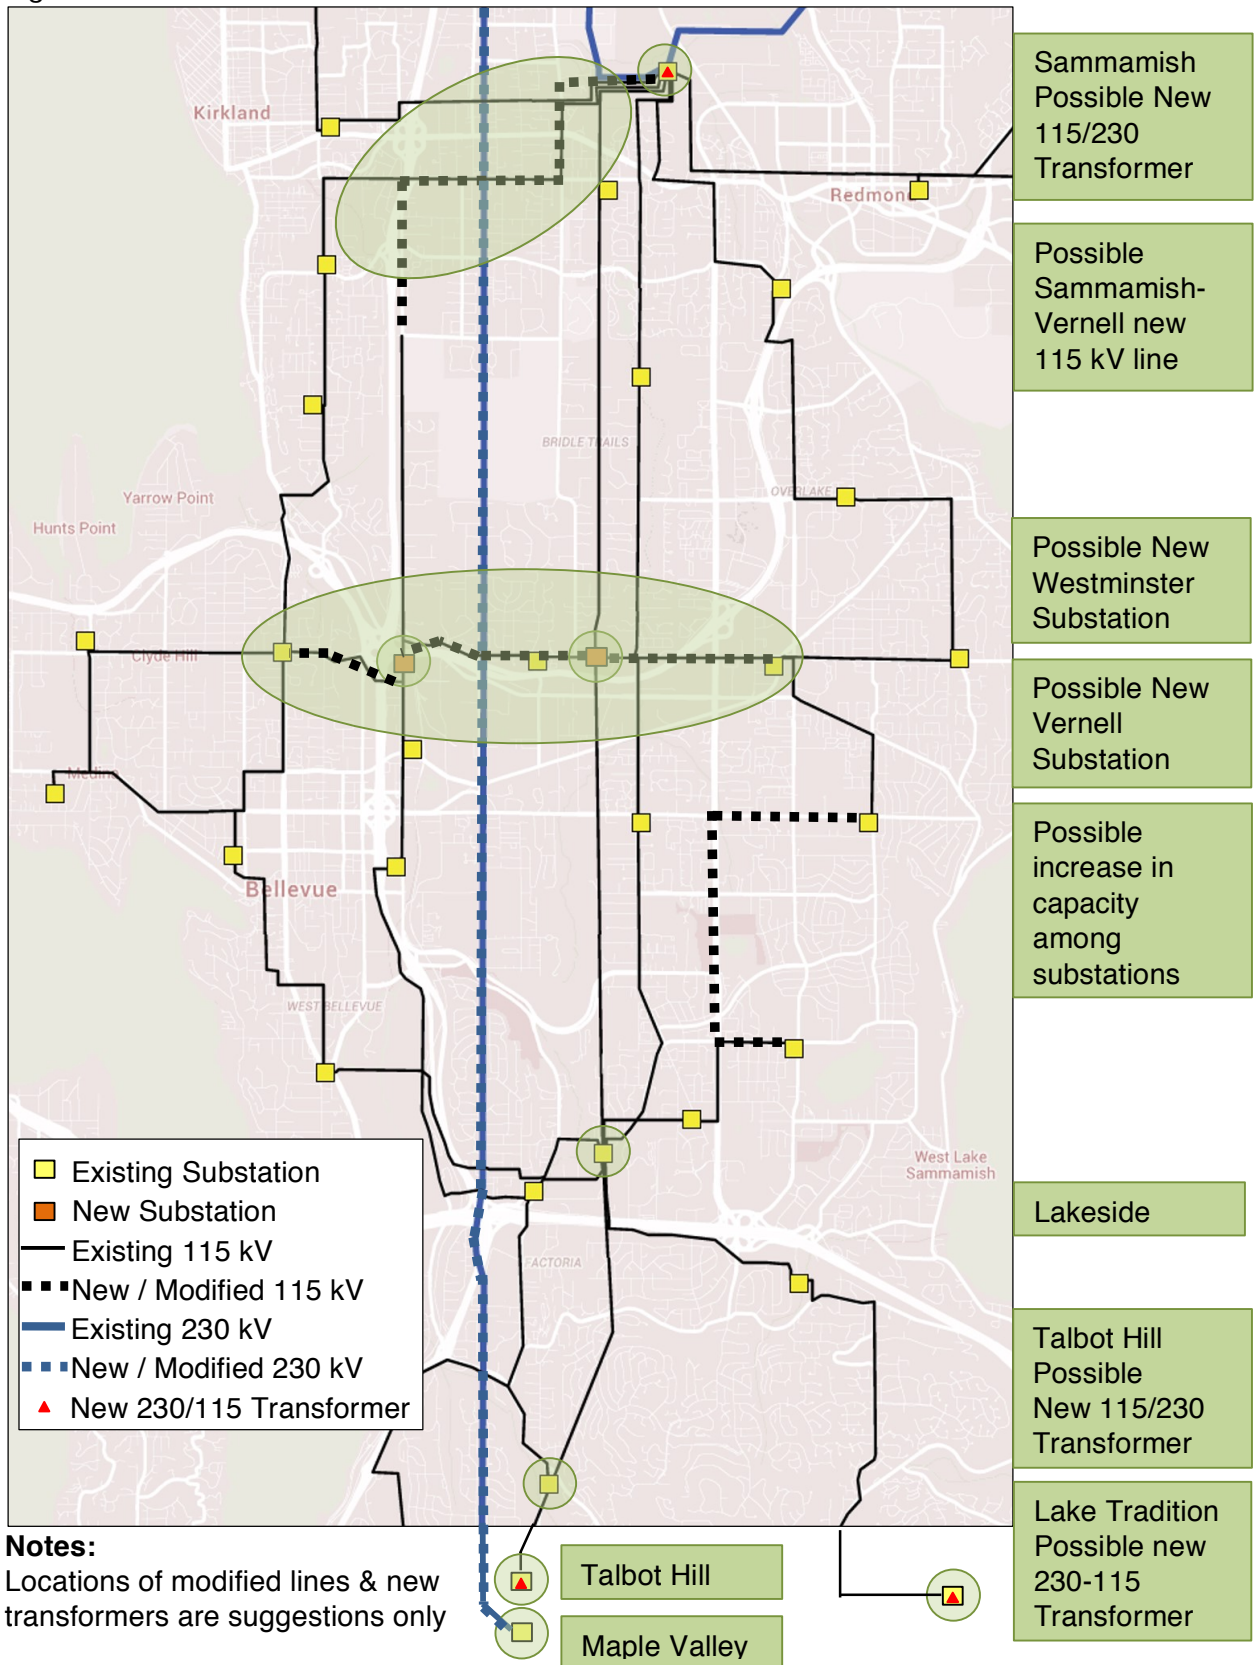 Kirkland
Redmond
BRIDLE TRAILS
OVERLAKE
Yarrow Point
Hunts Point
Clyde Hill
Medina
Bellevue
WEST BELLEVUE
West Lake
Sammamish
FACTORIA
Existing Substation
New Substation
Existing 115 kV
New / Modified 115 kV
Existing 230 kV
New / Modified 230 kV
New 230/115 Transformer
Sammamish
Possible New
115/230
Transformer
Possible
Sammamish-
Vernell new
115 kV line
Possible New
Westminster
Substation
Possible New
Vernell
Substation
Possible
increase in
capacity
among
substations
Lakeside
Talbot Hill
Possible
New 115/230
Transformer
Lake Tradition
Possible new
230-115
Transformer
Notes:
Locations of modified lines & new
transformers are suggestions only
Talbot Hill
Maple Valley